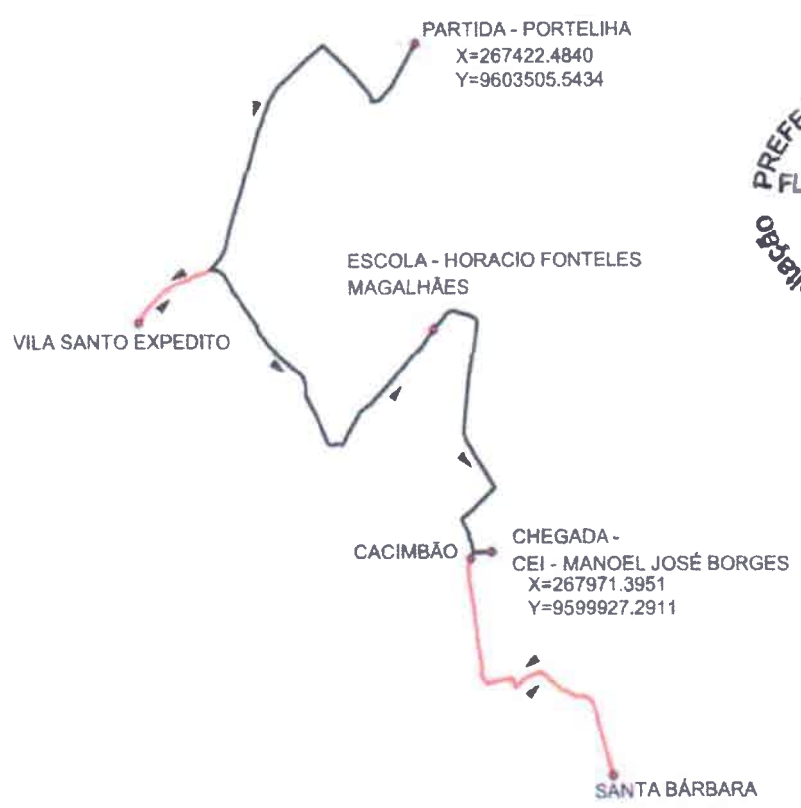 PARTIDA - PORTELIHA
X=267422.4840
Y=9603505.5434
FL
ESCOLA - HORACIO FONTELES
MAGALHÃES
VILA SANTO EXPEDITO
CACIMBÃO
CHEGADA -
CEI - MANOEL JOSÉ BORGES
X=267971.3951
Y=9599927.2911
SANTA BÁRBARA